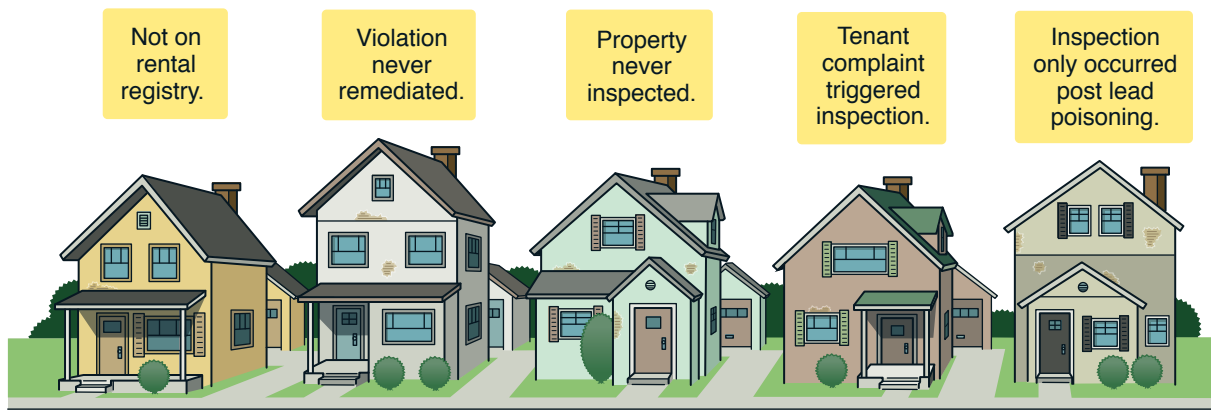 Not on
rental
registry.
Violation
never
remediated.
Property
never
inspected.
Tenant
complaint
triggered
inspection.
Inspection
only occurred
post lead
poisoning.